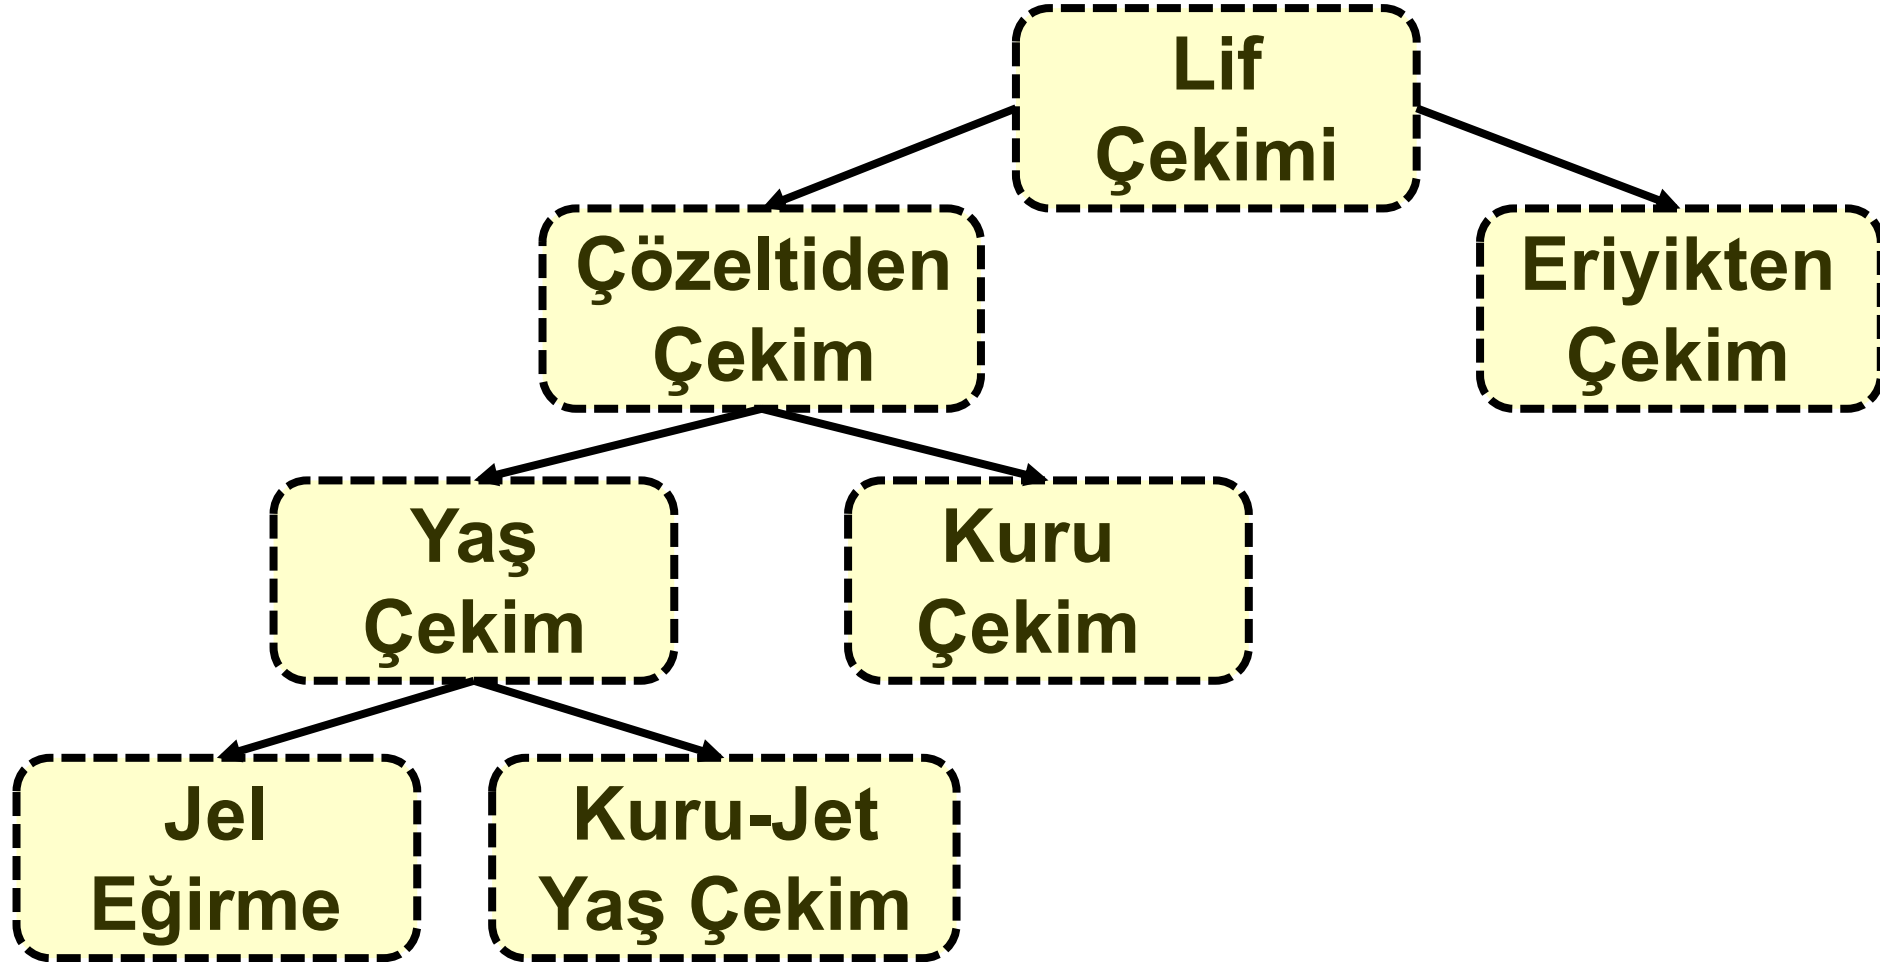 Lif
Çekimi
Çözeltiden
Çekim
Eriyikten
Çekim
Yaş
Çekim
Kuru
Çekim
Jel
Eğirme
Kuru-Jet
Yaş Çekim